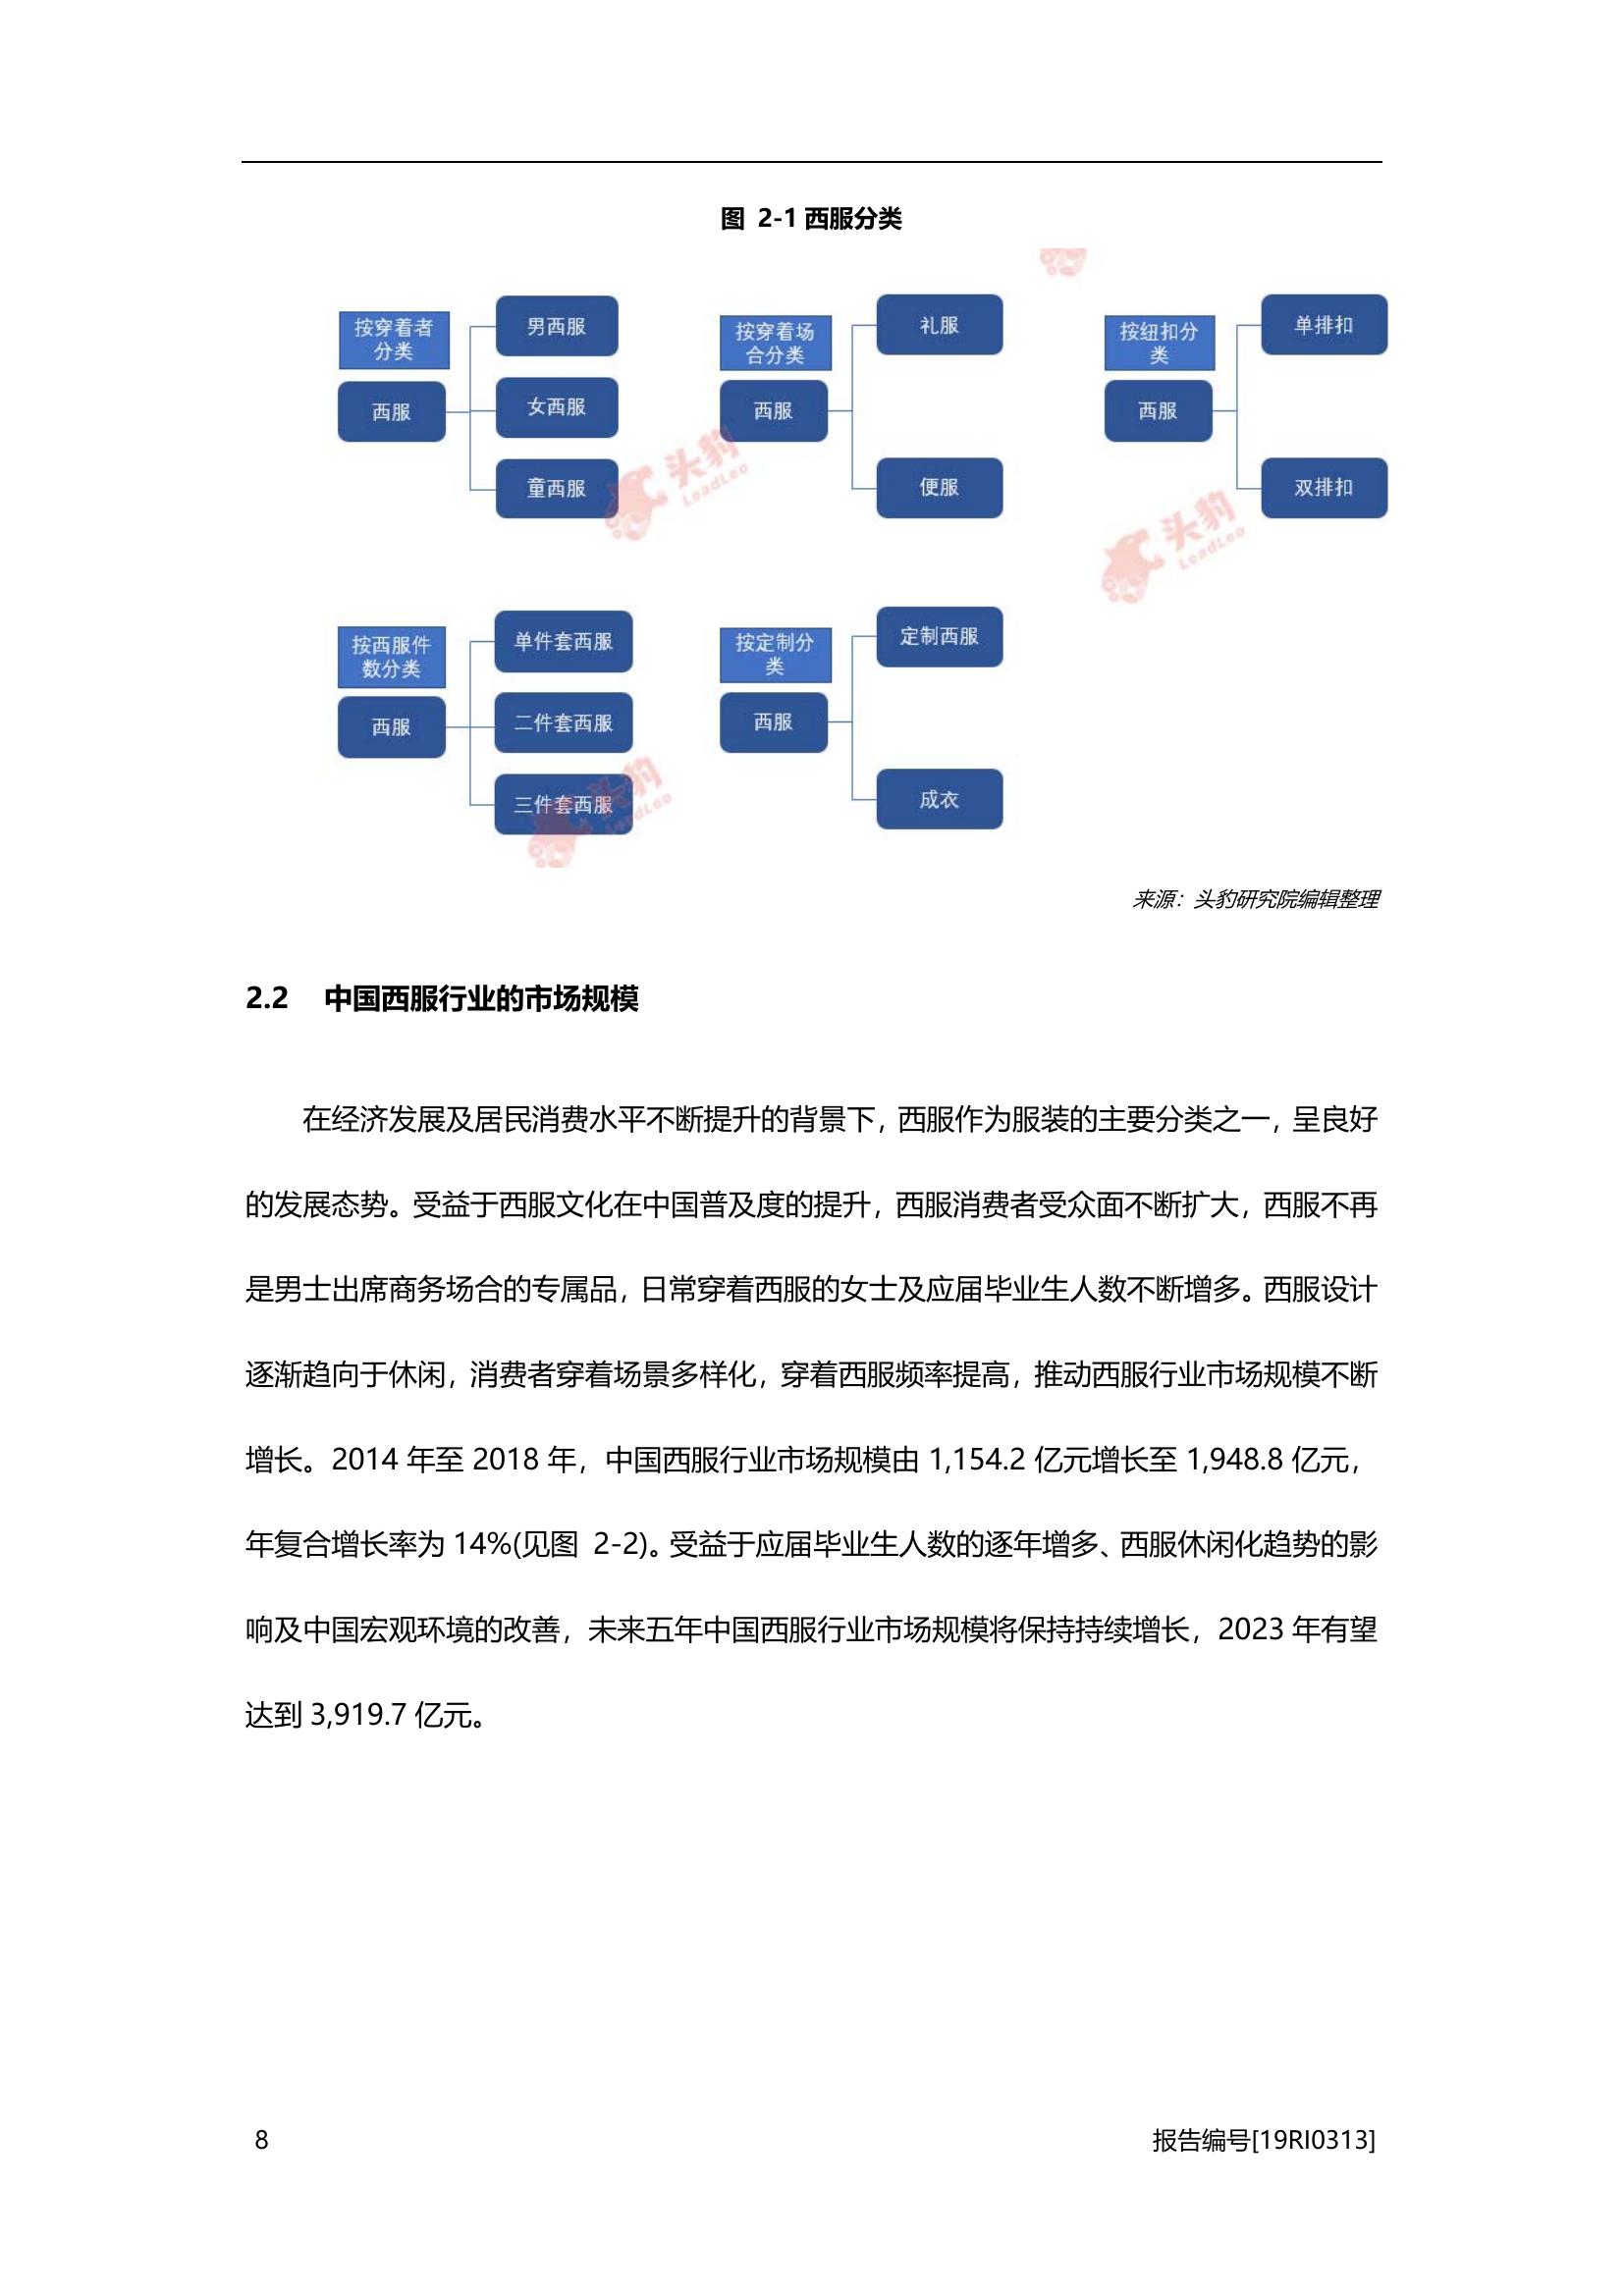 图 2-1 西服分类
按穿着者
分类
西服
男西服
女西服
童西服
按穿着场
合分类
西服
礼服
便服
按纽扣分
类
西服
单排扣
双排扣
按西服件
数分类
西服
单件套西服
二件套西服
三件套西服
按定制分
类
西服
定制西服
成衣
头豹
LeadLeo
头豹
LeadLeo
头豹
LeadLeo
来源：头豹研究院编辑整理
2.2 中国西服行业的市场规模
在经济发展及居民消费水平不断提升的背景下，西服作为服装的主要分类之一，呈良好
的发展态势。受益于西服文化在中国普及度的提升，西服消费者受众面不断扩大，西服不再
是男士出席商务场合的专属品，日常穿着西服的女士及应届毕业生人数不断增多。西服设计
逐渐趋向于休闲，消费者穿着场景多样化，穿着西服频率提高，推动西服行业市场规模不断
增长。2014 年至 2018 年，中国西服行业市场规模由 1,154.2 亿元增长至 1,948.8 亿元，
年复合增长率为 14%(见图 2-2)。受益于应届毕业生人数的逐年增多、西服休闲化趋势的影
响及中国宏观环境的改善，未来五年中国西服行业市场规模将保持持续增长，2023 年有望
达到 3,919.7 亿元。
8
报告编号[19RI0313]